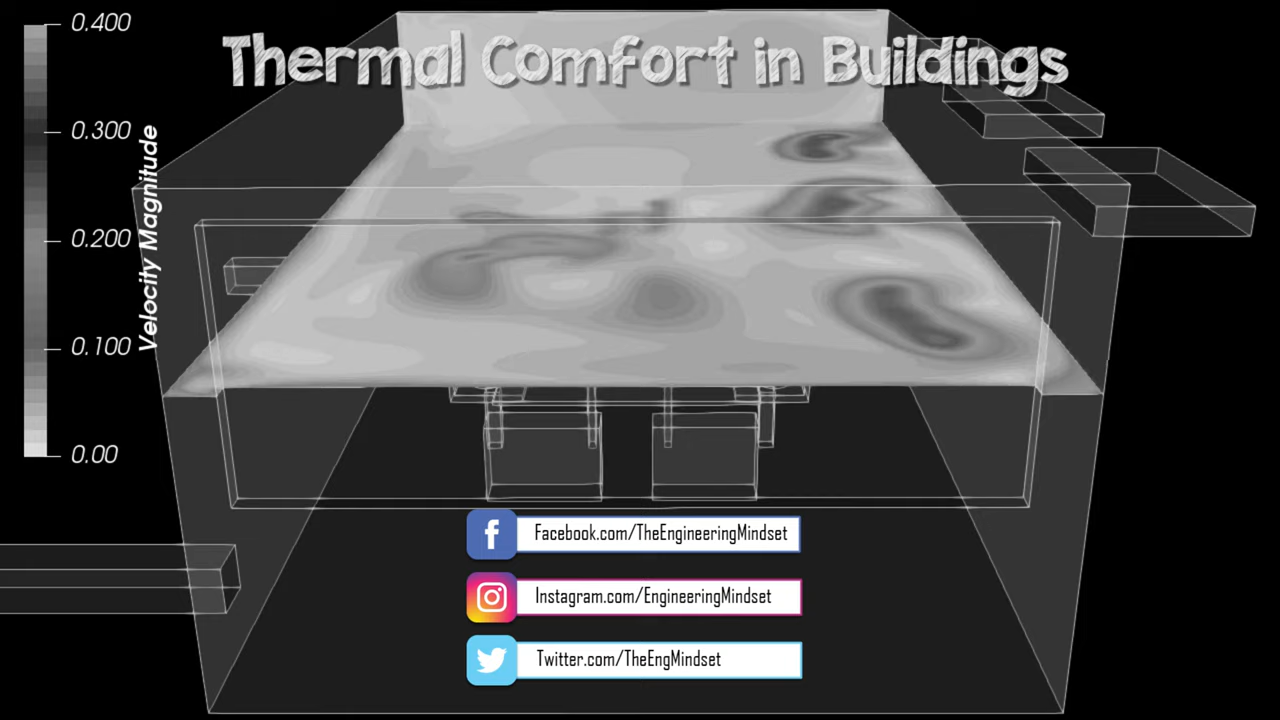 Thermal Comfort in Buildings
0.400
0.300
0.200
0.100
0.00
Velocity Magnitude
Facebook.com/TheEngineeringMindset
Instagram.com/EngineeringMindset
Twitter.com/TheEngMindset